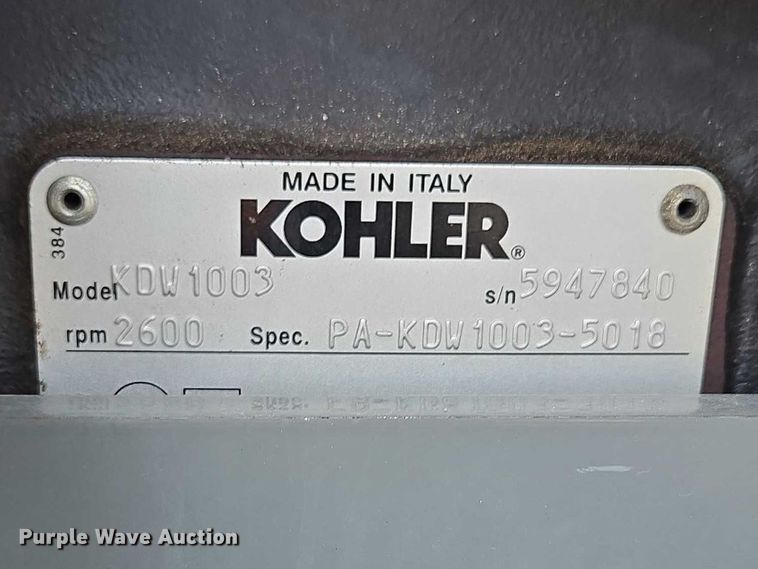 MADE IN ITALY
KOHLER®
384
Model KDW1003 s/n 5947840
rpm 2600 Spec. PA-KDW1003-5018
Purple Wave Auction